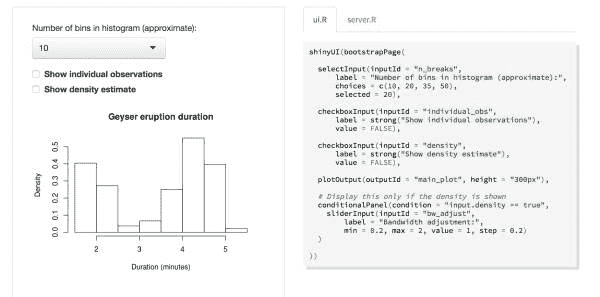 Number of bins in histogram (approximate):
10
Show individual observations
Show density estimate
Geyser eruption duration
Density
0.0 0.1 0.2 0.3 0.4 0.5
2 3 4 5
Duration (minutes)
ui.R server.R
shinyUI(bootstrapPage(
selectInput(inputId = "n_breaks",
label = "Number of bins in histogram (approximate):",
choices = c(10, 20, 35, 50),
selected = 20),
checkboxInput(inputId = "individual_obs",
label = strong("Show individual observations"),
value = FALSE),
checkboxInput(inputId = "density",
label = strong("Show density estimate"),
value = FALSE),
plotOutput(outputId = "main_plot", height = "300px"),
# Display this only if the density is shown
conditionalPanel(condition = "input.density == true",
sliderInput(inputId = "bw_adjust",
label = "Bandwidth adjustment:",
min = 0.2, max = 2, value = 1, step = 0.2)
)
))